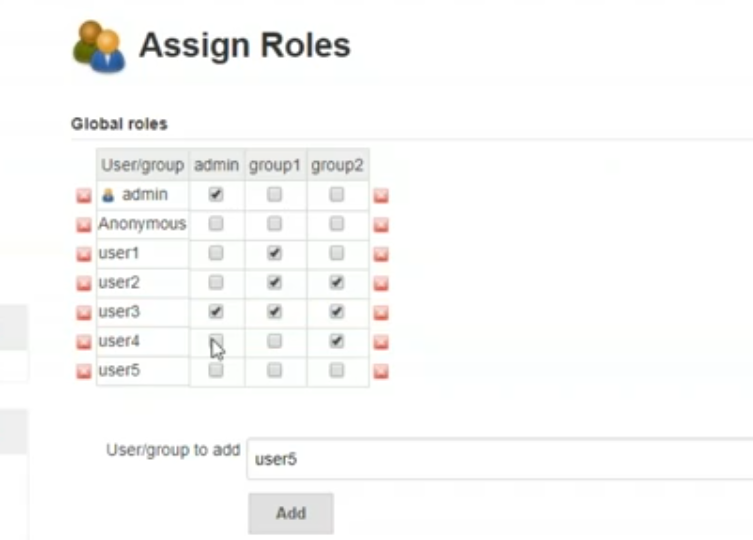 Assign Roles
Global roles
User/group admin group1 group2
admin
Anonymous
user1
user2
user3
user4
user5
User/group to add user5
Add